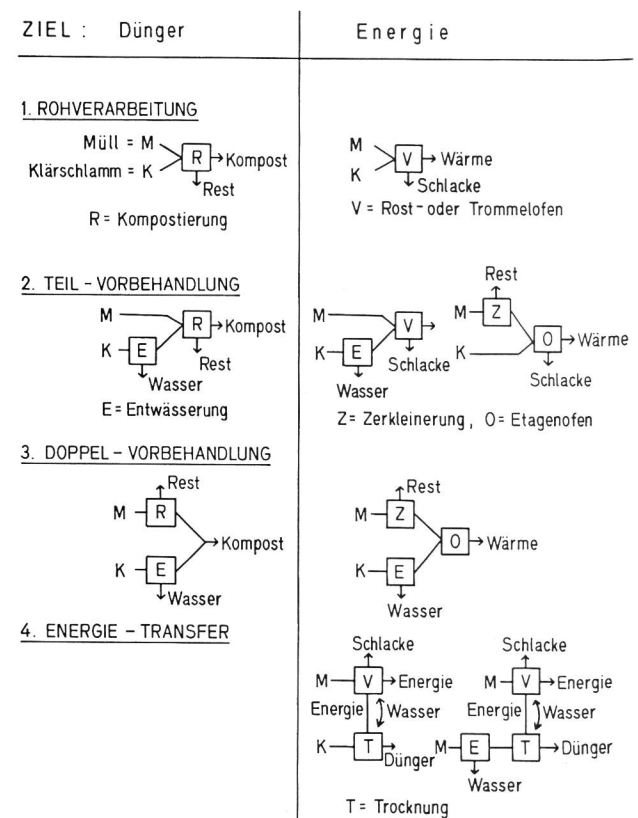 ZIEL : Dünger
Energie
1. ROHVERARBEITUNG
Müll = M
Klärschlamm = K
R
Kompost
Rest
R = Kompostierung
M
K
V
Wärme
Schlacke
V = Rost- oder Trommelofen
2. TEIL - VORBEHANDLUNG
M
K
E
R
Kompost
Rest
Wasser
E = Entwässerung
M
K
E
V
Schlacke
Wasser
Rest
M
Z
K
O
Wärme
Schlacke
Z = Zerkleinerung, O = Etagenofen
3. DOPPEL - VORBEHANDLUNG
Rest
M
R
Kompost
K
E
Wasser
Rest
M
Z
O
Wärme
K
E
Wasser
4. ENERGIE - TRANSFER
Schlacke
M
V
Energie
Energie
Wasser
K
T
Dünger
Schlacke
M
V
Energie
Energie
Wasser
M
E
T
Dünger
Wasser
T = Trocknung